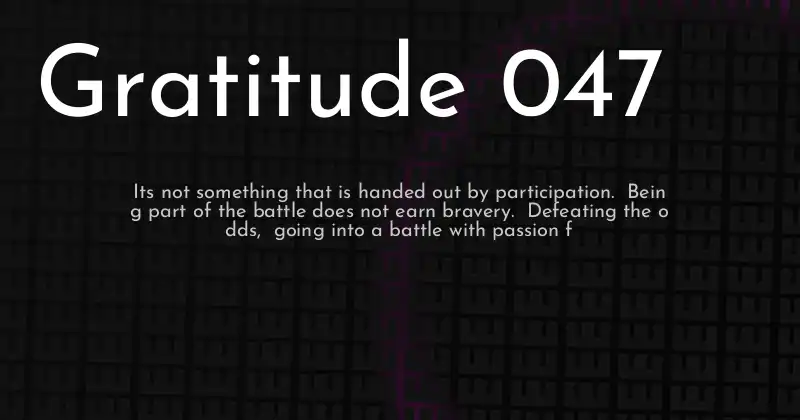 Gratitude 047
Its not something that is handed out by participation.  Bein
g part of the battle does not earn bravery.  Defeating the o
dds,  going into a battle with passion f